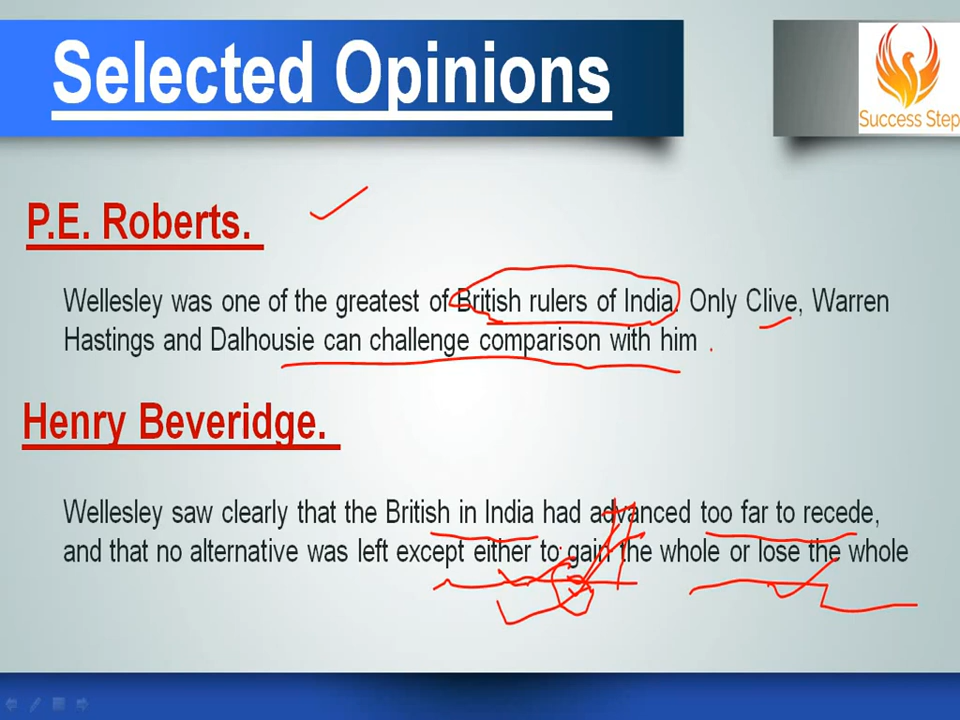 Selected Opinions
Success Step
P.E. Roberts.
Wellesley was one of the greatest of British rulers of India. Only Clive, Warren
Hastings and Dalhousie can challenge comparison with him .
Henry Beveridge.
Wellesley saw clearly that the British in India had advanced too far to recede,
and that no alternative was left except either to gain the whole or lose the whole